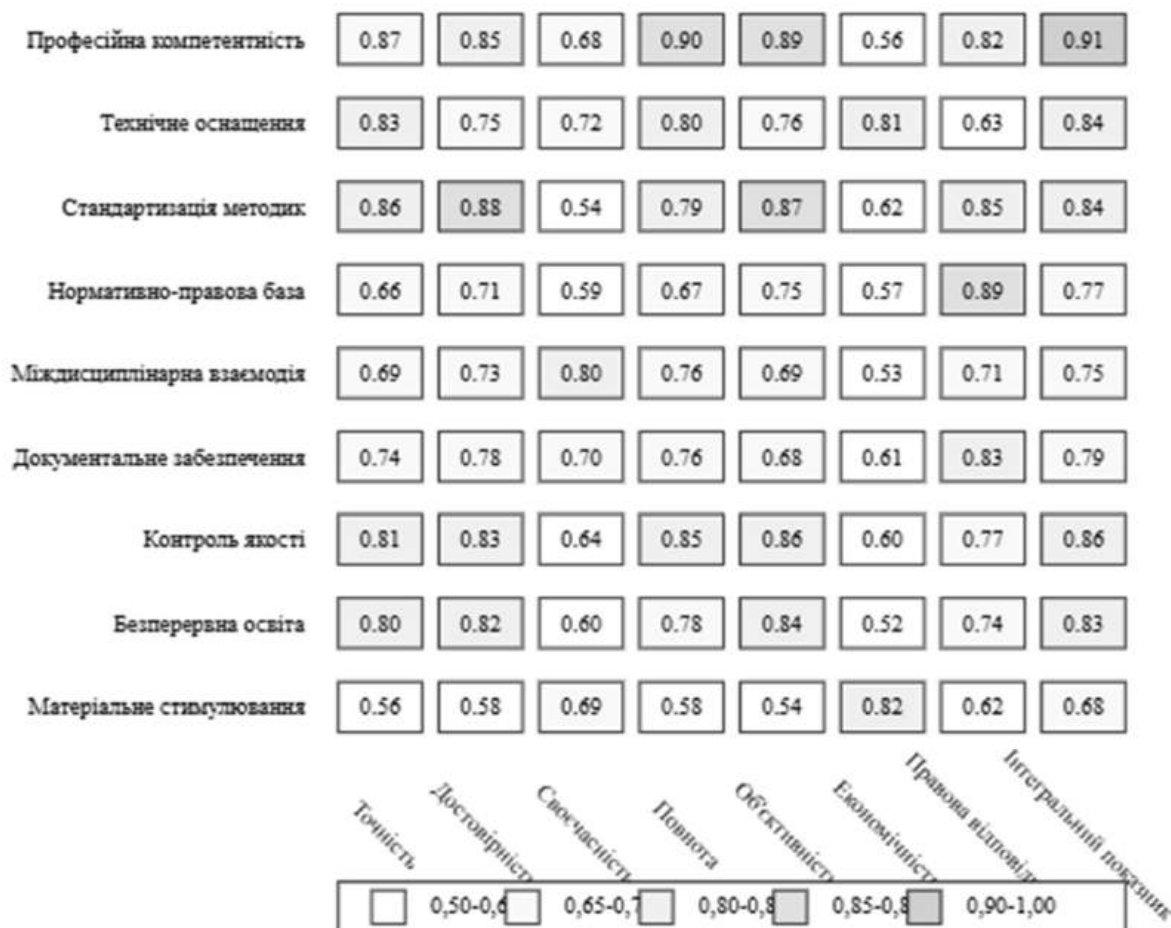 Професійна компетентність 0.87 0.85 0.68 0.90 0.89 0.56 0.82 0.91
Технічне оснащення 0.83 0.75 0.72 0.80 0.76 0.81 0.63 0.84
Стандартизація методик 0.86 0.88 0.54 0.79 0.87 0.62 0.85 0.84
Нормативно-правова база 0.66 0.71 0.59 0.67 0.75 0.57 0.89 0.77
Міждисциплінарна взаємодія 0.69 0.73 0.80 0.76 0.69 0.53 0.71 0.75
Документальне забезпечення 0.74 0.78 0.70 0.76 0.68 0.61 0.83 0.79
Контроль якості 0.81 0.83 0.64 0.85 0.86 0.60 0.77 0.86
Безперервна освіта 0.80 0.82 0.60 0.78 0.84 0.52 0.74 0.83
Матеріальне стимулювання 0.56 0.58 0.69 0.58 0.54 0.82 0.62 0.68
Точність
Достовірність
Своєчасність
Повнота
Об'єктивність
Економічність
Правова
Інтегральний показник
0,90-1,00